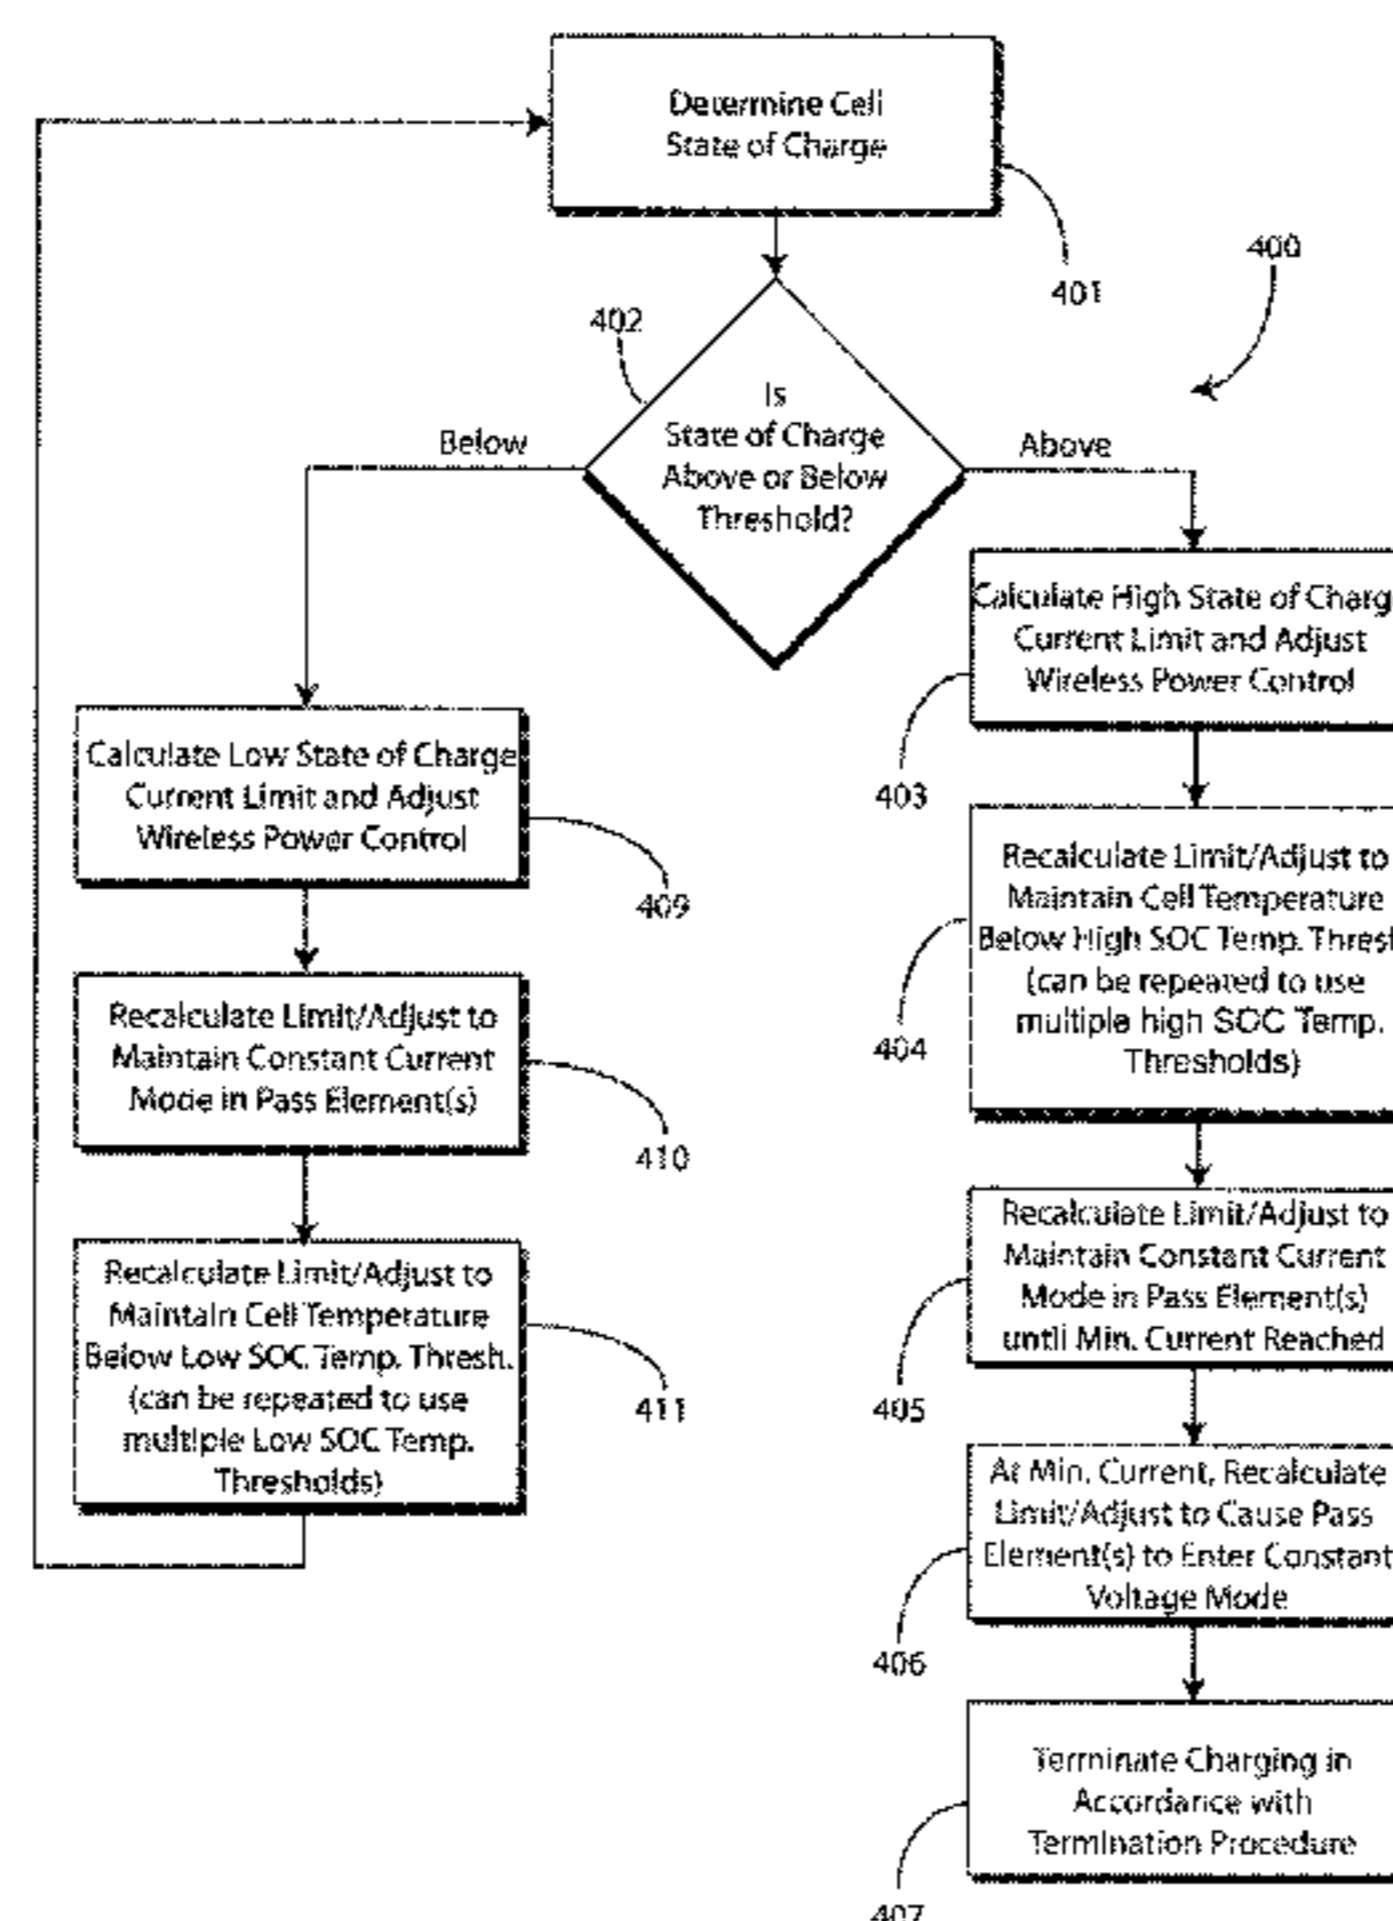 Determine Cell
State of Charge
401
400
402
Is
State of Charge
Above or Below
Threshold?
Below
Above
Calculate High State of Charg
Current Limit and Adjust
Wireless Power Control
403
Calculate Low State of Charge
Current Limit and Adjust
Wireless Power Control
409
Recalculate Limit/Adjust to
Maintain Cell Temperature
Below High SOC Temp. Thresh
(can be repeated to use
multiple high SOC Temp.
Thresholds)
404
Recalculate Limit/Adjust to
Maintain Constant Current
Mode in Pass Element(s)
410
Recalculate Limit/Adjust to
Maintain Constant Current
Mode in Pass Element(s)
until Min. Current Reached
405
Recalculate Limit/Adjust to
Maintain Cell Temperature
Below Low SOC Temp. Thresh.
(can be repeated to use
multiple Low SOC Temp.
Thresholds)
411
At Min. Current, Recalculate
Limit/Adjust to Cause Pass
Element(s) to Enter Constant
Voltage Mode
406
Terminate Charging in
Accordance with
Termination Procedure
407